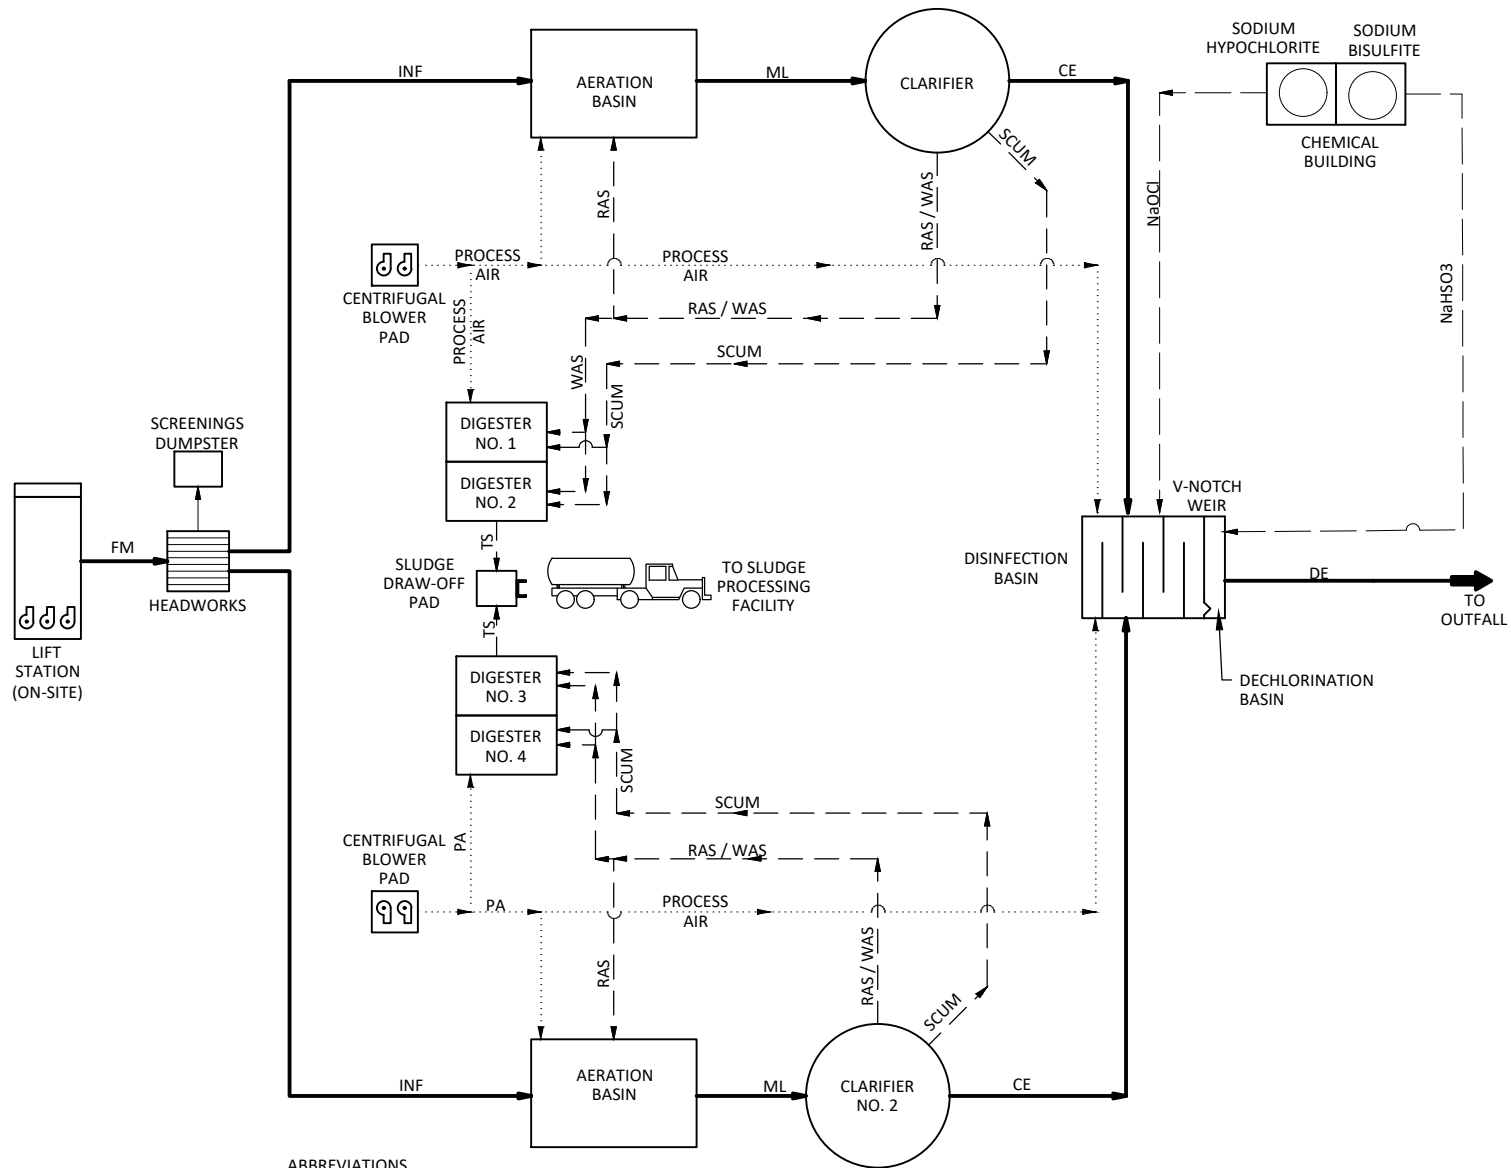 SODIUM
HYPOCHLORITE
SODIUM
BISULFITE
INF
AERATION
BASIN
ML
CLARIFIER
CE
CHEMICAL
BUILDING
SCUM
RAS
RAS / WAS
NaOCl
NaHSO3
PROCESS
AIR
PROCESS
AIR
CENTRIFUGAL
BLOWER
PAD
PROCESS
AIR
RAS / WAS
WAS
SCUM
SCUM
DIGESTER
NO. 1
DIGESTER
NO. 2
SCREENINGS
DUMPSTER
V-NOTCH
WEIR
FM
HEADWORKS
LIFT
STATION
(ON-SITE)
TS
SLUDGE
DRAW-OFF
PAD
TO SLUDGE
PROCESSING
FACILITY
TS
DISINFECTION
BASIN
DE
TO
OUTFALL
DECHLORINATION
BASIN
DIGESTER
NO. 3
DIGESTER
NO. 4
SCUM
SCUM
CENTRIFUGAL
BLOWER
PAD
PA
RAS / WAS
PA
PROCESS
AIR
RAS
RAS / WAS
SCUM
INF
AERATION
BASIN
ML
CLARIFIER
NO. 2
CE
ABBREVIATIONS